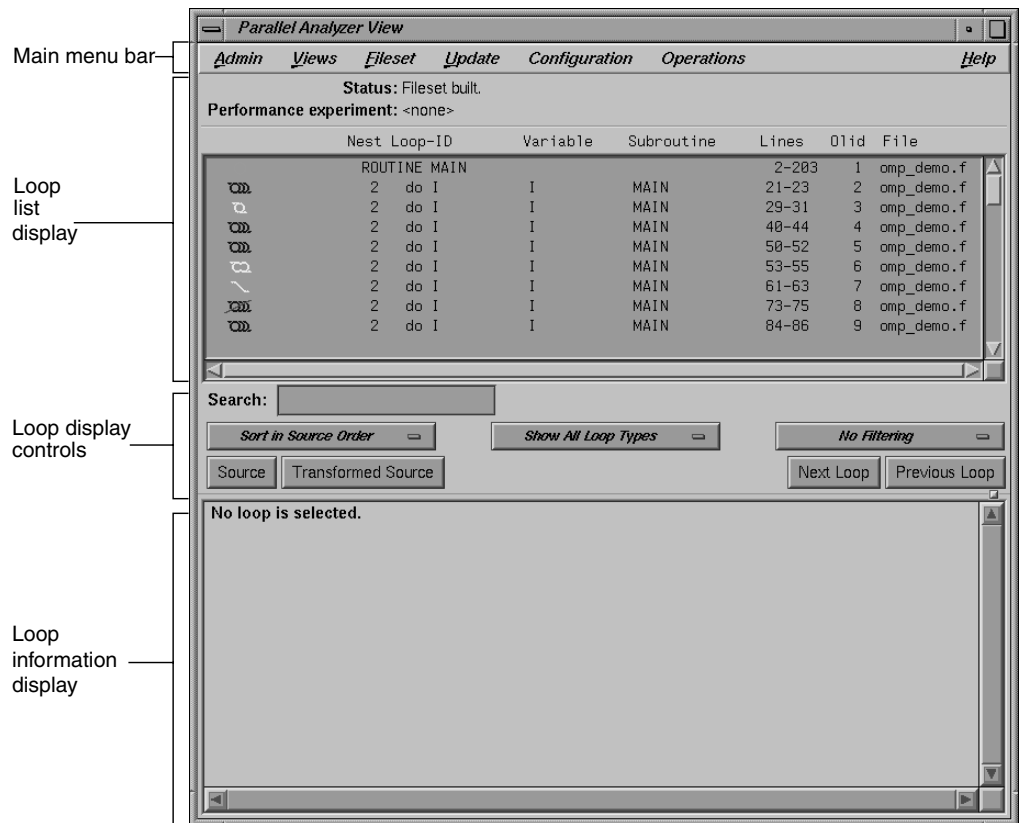 Parallel Analyzer View
Main menu bar
Admin Views Fileset Update Configuration Operations Help
Status: Fileset built.
Performance experiment: <none>
Nest Loop-ID Variable Subroutine Lines Olid File
Loop
list
display
ROUTINE MAIN 2-203 1 omp_demo.f
2 do I I MAIN 21-23 2 omp_demo.f
2 do I I MAIN 29-31 3 omp_demo.f
2 do I I MAIN 40-44 4 omp_demo.f
2 do I I MAIN 50-52 5 omp_demo.f
2 do I I MAIN 53-55 6 omp_demo.f
2 do I I MAIN 61-63 7 omp_demo.f
2 do I I MAIN 73-75 8 omp_demo.f
2 do I I MAIN 84-86 9 omp_demo.f
Loop display
controls
Search:
Sort in Source Order Show All Loop Types No Filtering
Source Transformed Source Next Loop Previous Loop
No loop is selected.
Loop
information
display